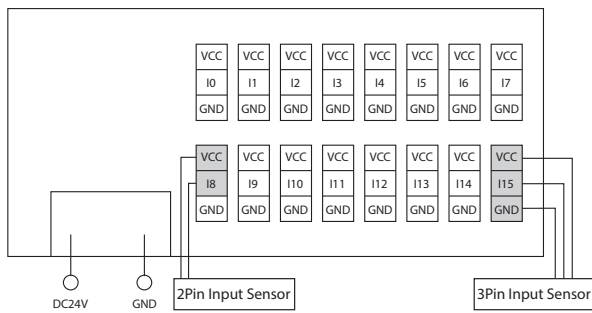 VCC VCC VCC VCC VCC VCC VCC VCC
I0 I1 I2 I3 I4 I5 I6 I7
GND GND GND GND GND GND GND GND
VCC VCC VCC VCC VCC VCC VCC VCC
I8 I9 I10 I11 I12 I13 I14 I15
GND GND GND GND GND GND GND GND
DC24V GND 2Pin Input Sensor 3Pin Input Sensor